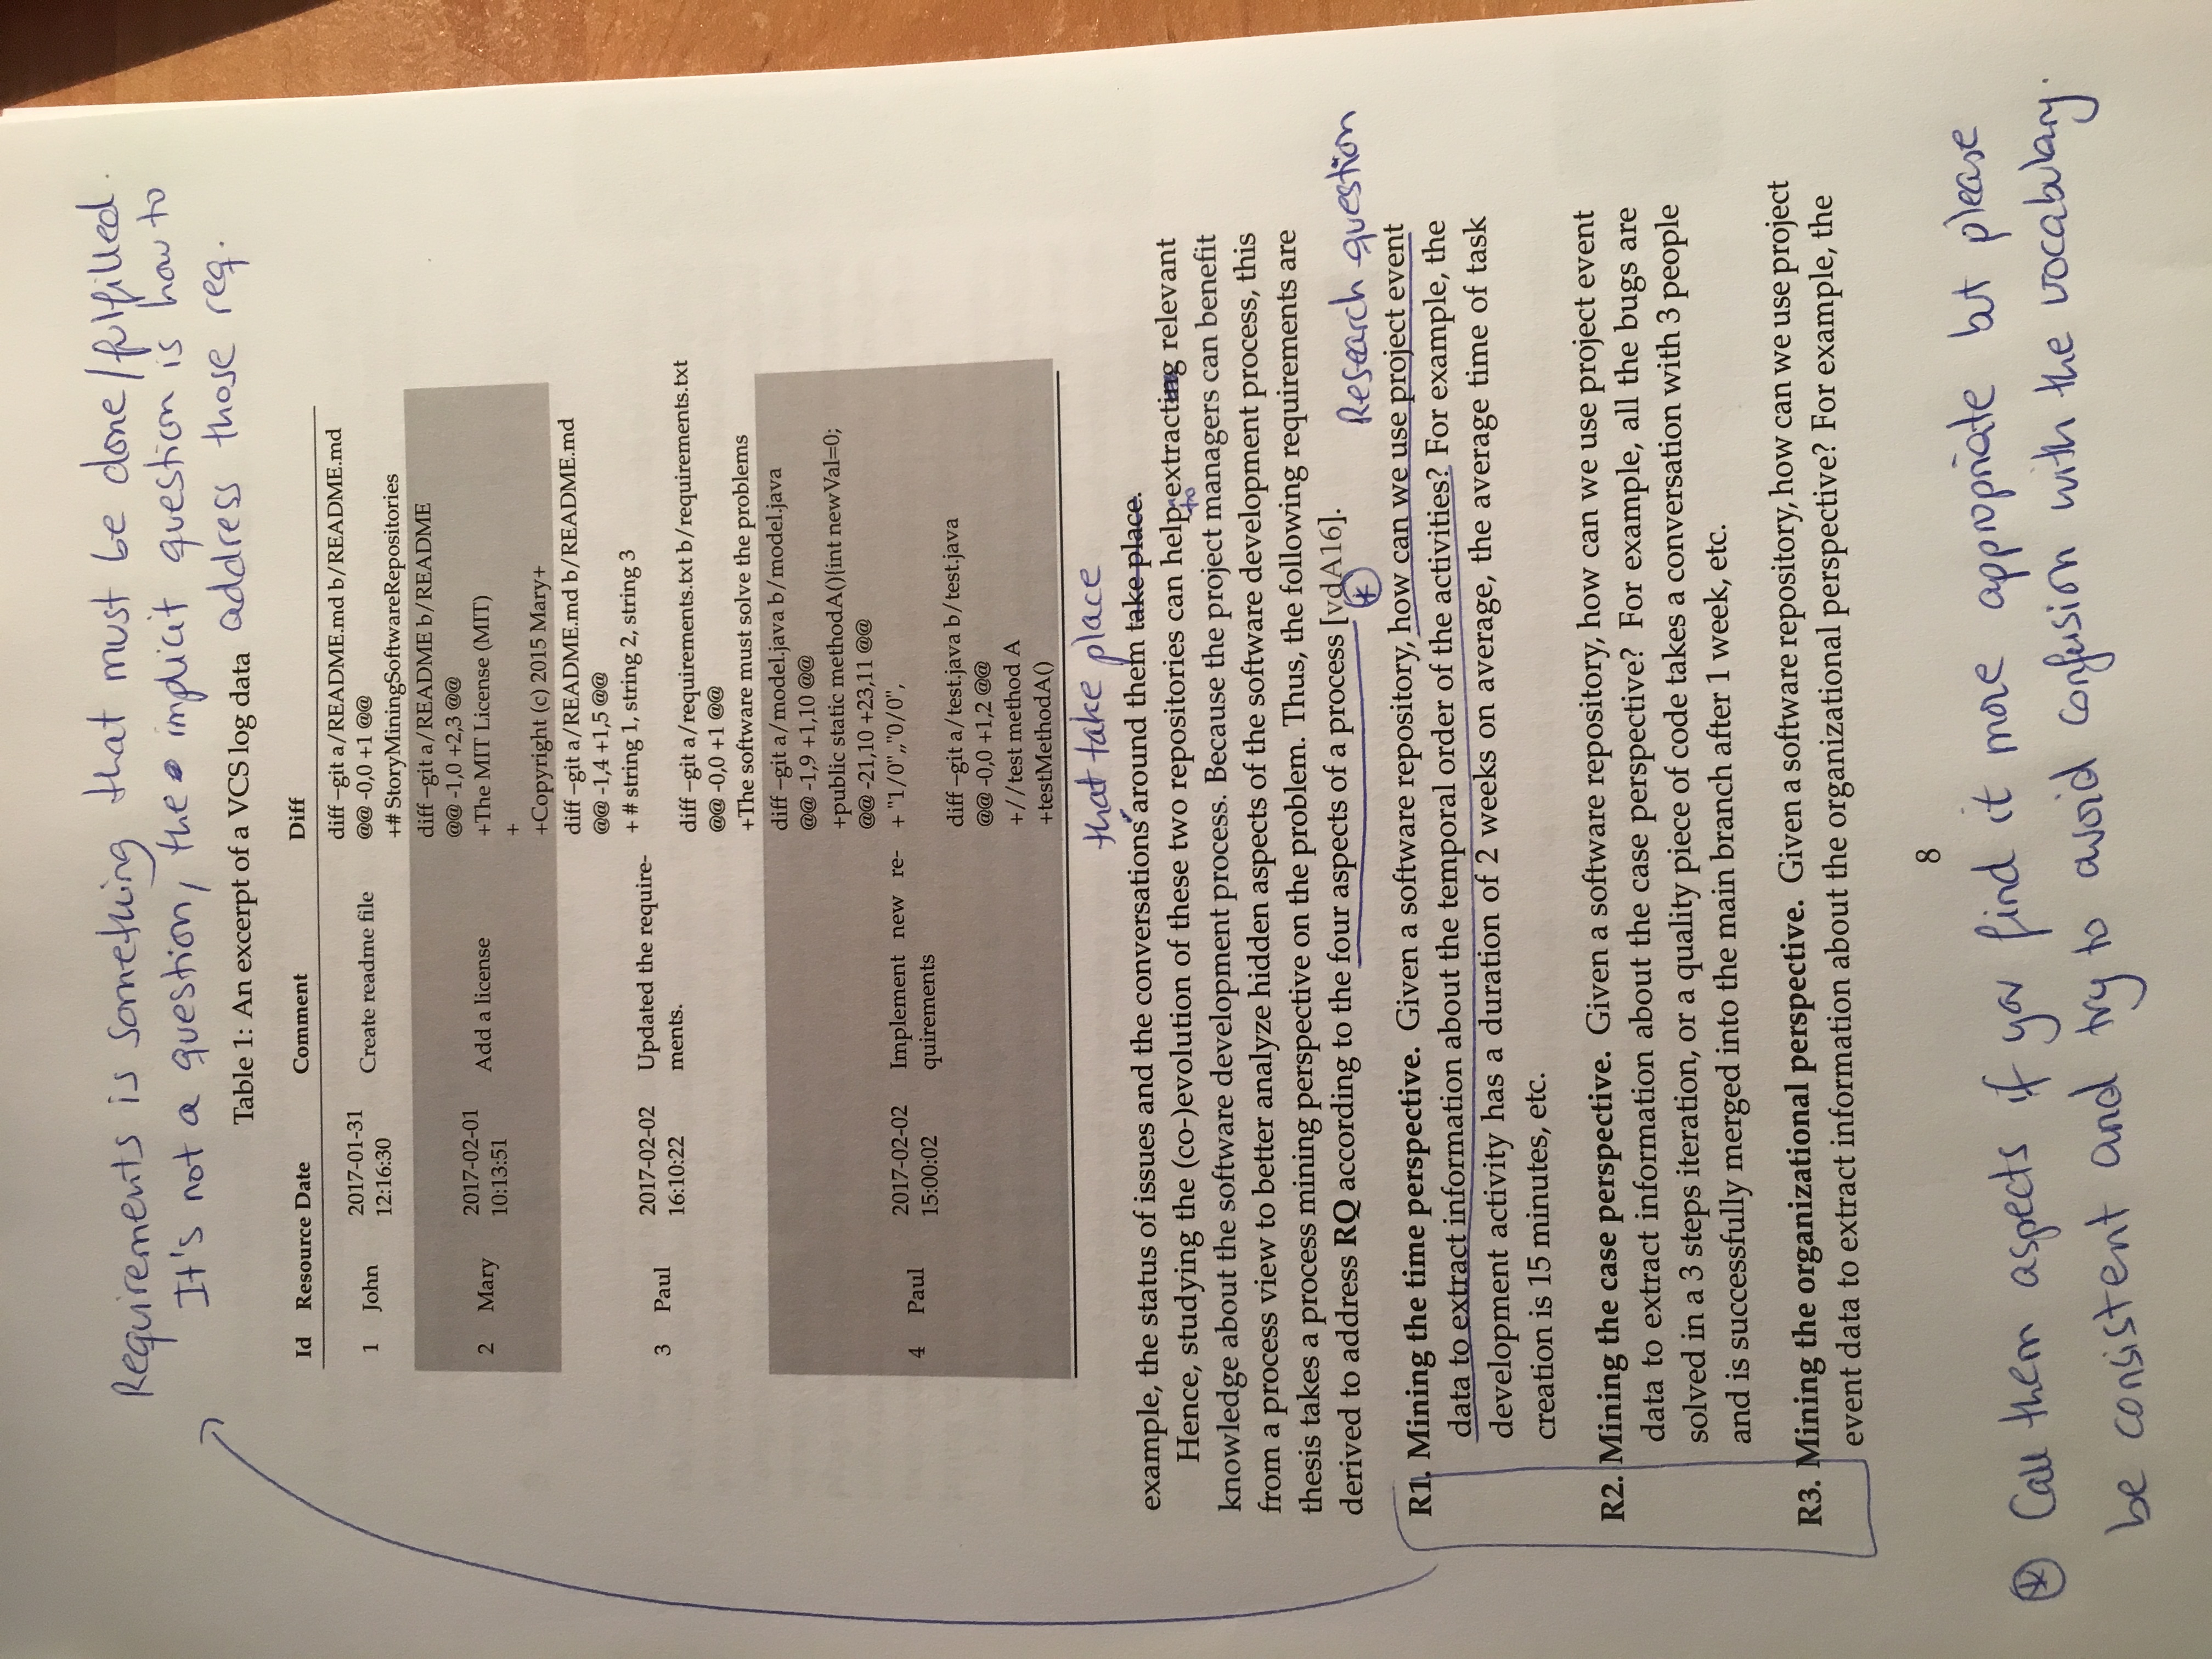 Requirements is something that must be done/fulfilled.
It's not a question, the implicit question is how to
address those req.
Table 1: An excerpt of a VCS log data
Id Resource Date Comment Diff
1 John 2017-01-31 12:16:30 Create readme file
diff –git a/README.md b/README.md
@@ -0,0 +1 @@
+# StoryMiningSoftwareRepositories
2 Mary 2017-02-01 10:13:51 Add a license
diff –git a/README b/README
@@ -1,0 +2,3 @@
+The MIT License (MIT)
+
+Copyright (c) 2015 Mary+
3 Paul 2017-02-02 16:10:22 Updated the require-
ments.
diff –git a/README.md b/README.md
@@ -1,4 +1,5 @@
+ # string 1, string 2, string 3
diff –git a/requirements.txt b/requirements.txt
@@ -0,0 +1 @@
+The software must solve the problems
4 Paul 2017-02-02 15:00:02 Implement new re-
quirements
diff –git a/model.java b/model.java
@@ -1,9 +1,10 @@
+public static methodA(){int newVal=0;
@@ -21,10 +23,11 @@
+ "1/0",,"0/0",
diff –git a/test.java b/test.java
@@ -0,0 +1,2 @@
+//test method A
+testMethodA()
that take place
example, the status of issues and the conversations around them take place.
Hence, studying the (co-)evolution of these two repositories can help extracting relevant
to
knowledge about the software development process. Because the project managers can benefit
from a process view to better analyze hidden aspects of the software development process, this
thesis takes a process mining perspective on the problem. Thus, the following requirements are
derived to address RQ according to the four aspects of a process [vdA16].
* Research question
R1. Mining the time perspective. Given a software repository, how can we use project event
data to extract information about the temporal order of the activities? For example, the
development activity has a duration of 2 weeks on average, the average time of task
creation is 15 minutes, etc.
R2. Mining the case perspective. Given a software repository, how can we use project event
data to extract information about the case perspective? For example, all the bugs are
solved in a 3 steps iteration, or a quality piece of code takes a conversation with 3 people
and is successfully merged into the main branch after 1 week, etc.
R3. Mining the organizational perspective. Given a software repository, how can we use project
event data to extract information about the organizational perspective? For example, the
8
* Call them aspects if you find it more appropriate but please
be consistent and try to avoid confusion with the vocabulary.